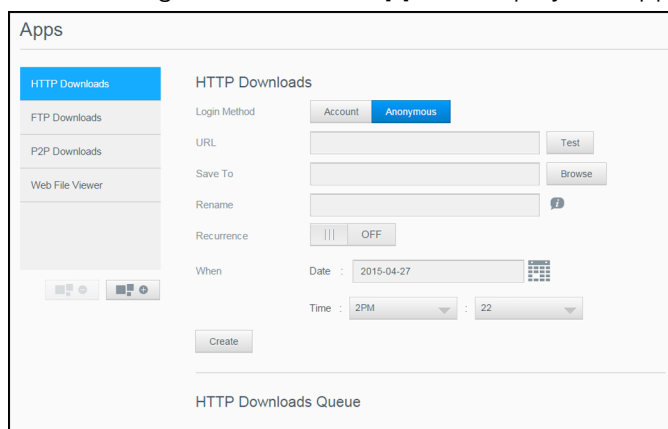 Apps
HTTP Downloads
FTP Downloads
P2P Downloads
Web File Viewer
HTTP Downloads
Login Method Account Anonymous
URL Test
Save To Browse
Rename
Recurrence OFF
When Date : 2015-04-27
Time : 2PM : 22
Create
HTTP Downloads Queue